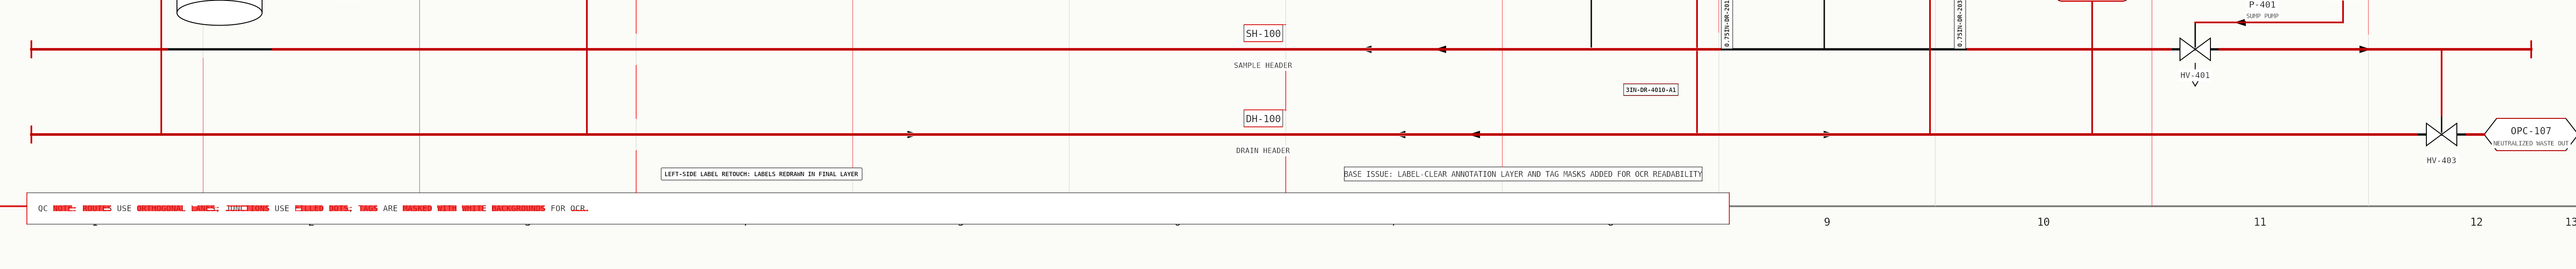 P-401
SUMP PUMP
0.75IN-DR-201
0.75IN-DR-203
SH-100
SAMPLE HEADER
HV-401
3IN-DR-4010-A1
DH-100
DRAIN HEADER
OPC-107
NEUTRALIZED WASTE OUT
HV-403
LEFT-SIDE LABEL RETOUCH: LABELS REDRAWN IN FINAL LAYER
BASE ISSUE: LABEL-CLEAR ANNOTATION LAYER AND TAG MASKS ADDED FOR OCR READABILITY
QC NOTE: ROUTES USE ORTHOGONAL LANES; JUNCTIONS USE FILLED DOTS; TAGS ARE MASKED WITH WHITE BACKGROUNDS FOR OCR.
9 10 11 12 13